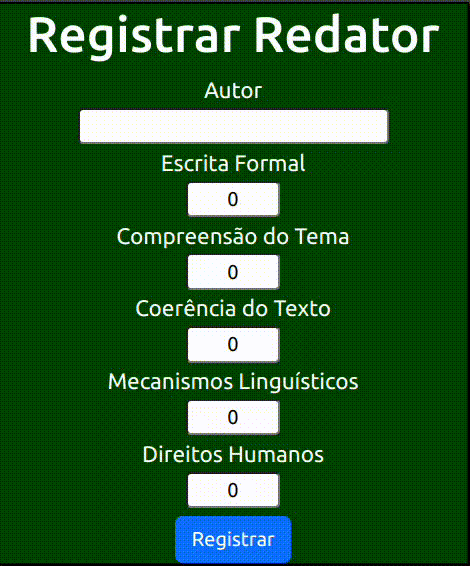 Registrar Redator
Autor
Escrita Formal
0
Compreensão do Tema
0
Coerência do Texto
0
Mecanismos Linguísticos
0
Direitos Humanos
0
Registrar